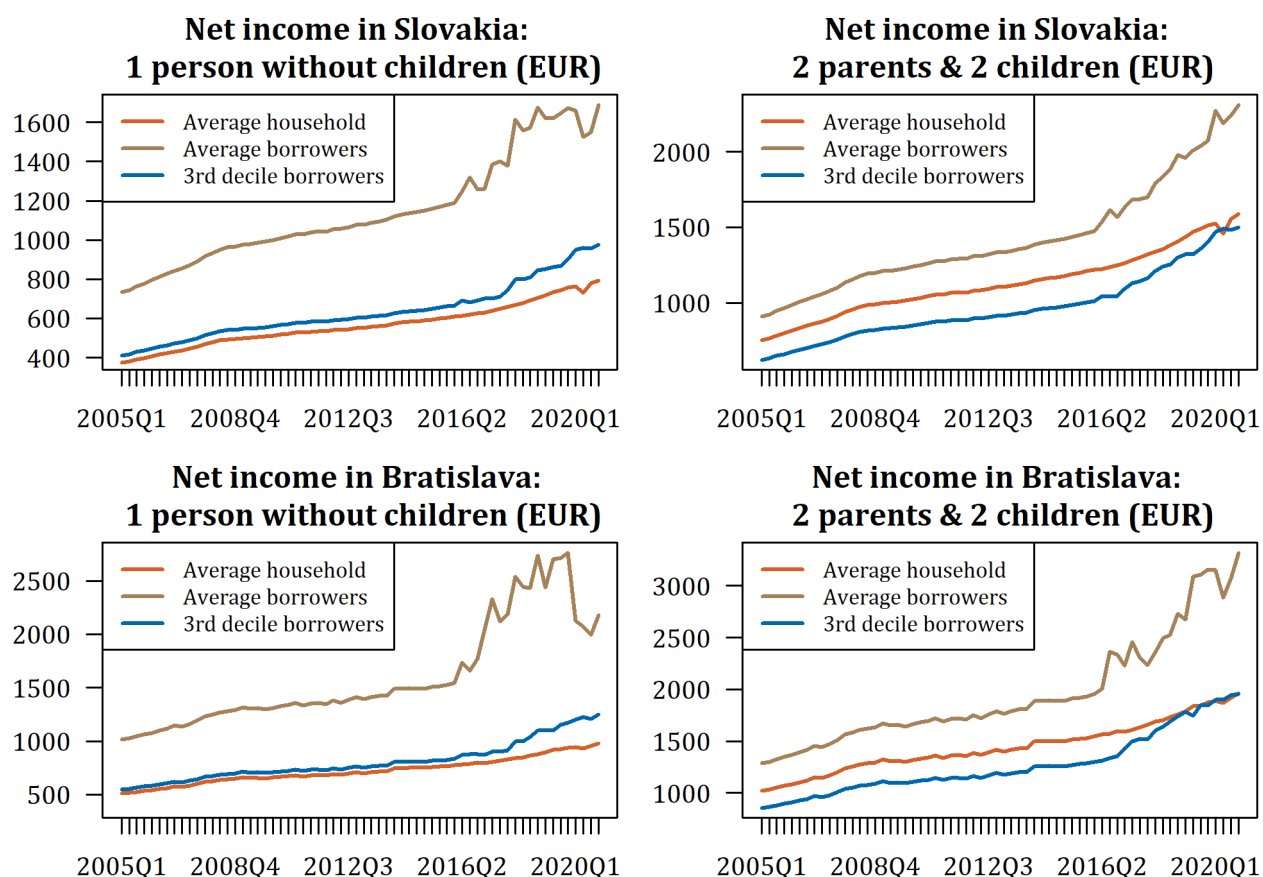 Net income in Slovakia:
1 person without children (EUR)
Average household
Average borrowers
3rd decile borrowers
1600
1400
1200
1000
800
600
400
2005Q1 2008Q4 2012Q3 2016Q2 2020Q1
Net income in Slovakia:
2 parents & 2 children (EUR)
Average household
Average borrowers
3rd decile borrowers
2000
1500
1000
2005Q1 2008Q4 2012Q3 2016Q2 2020Q1
Net income in Bratislava:
1 person without children (EUR)
Average household
Average borrowers
3rd decile borrowers
2500
2000
1500
1000
500
2005Q1 2008Q4 2012Q3 2016Q2 2020Q1
Net income in Bratislava:
2 parents & 2 children (EUR)
Average household
Average borrowers
3rd decile borrowers
3000
2500
2000
1500
1000
2005Q1 2008Q4 2012Q3 2016Q2 2020Q1